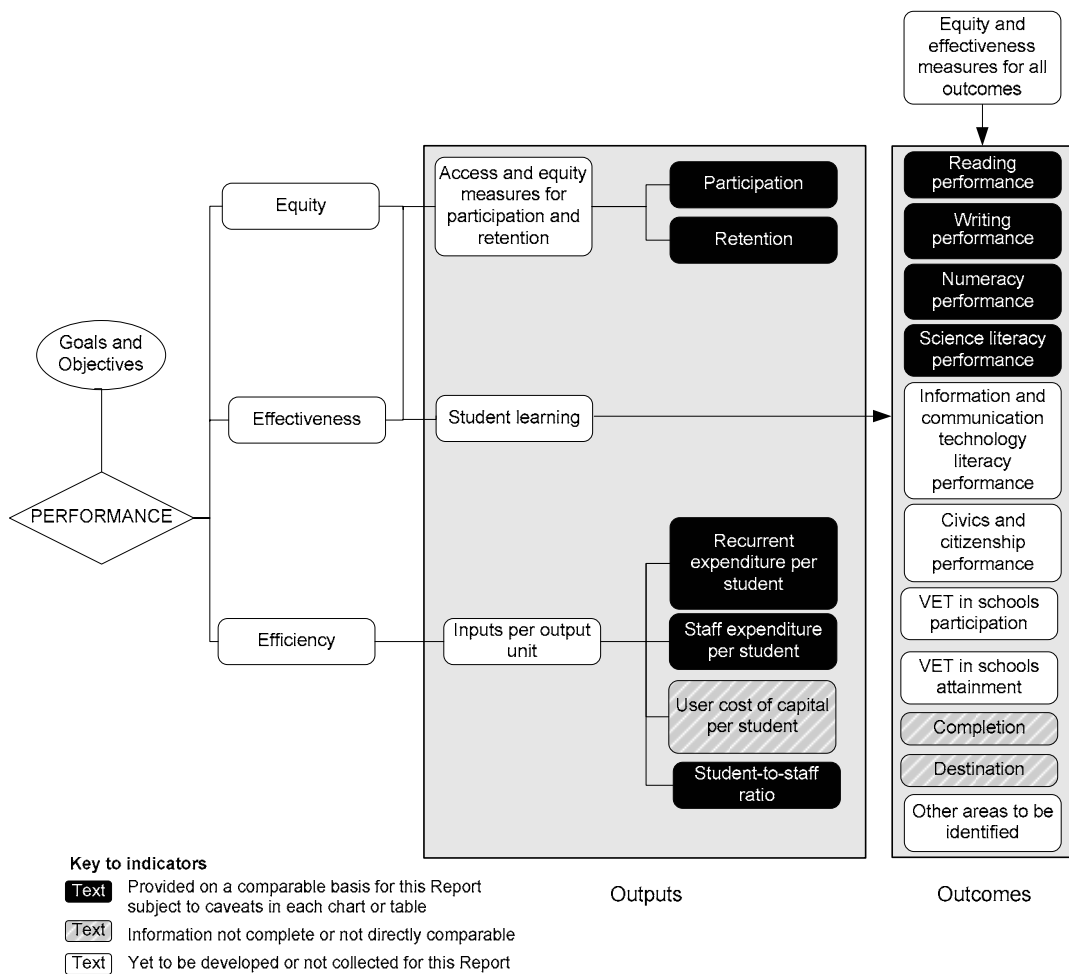 Equity and
effectiveness
measures for all
outcomes
Goals and
Objectives
PERFORMANCE
Equity
Effectiveness
Efficiency
Access and equity
measures for
participation and
retention
Participation
Retention
Student learning
Inputs per output
unit
Recurrent
expenditure per
student
Staff expenditure
per student
User cost of capital
per student
Student-to-staff
ratio
Reading
performance
Writing
performance
Numeracy
performance
Science literacy
performance
Information and
communication
technology
literacy
performance
Civics and
citizenship
performance
VET in schools
participation
VET in schools
attainment
Completion
Destination
Other areas to be
identified
Outputs
Outcomes
Key to indicators
Text Provided on a comparable basis for this Report
subject to caveats in each chart or table
Text Information not complete or not directly comparable
Text Yet to be developed or not collected for this Report